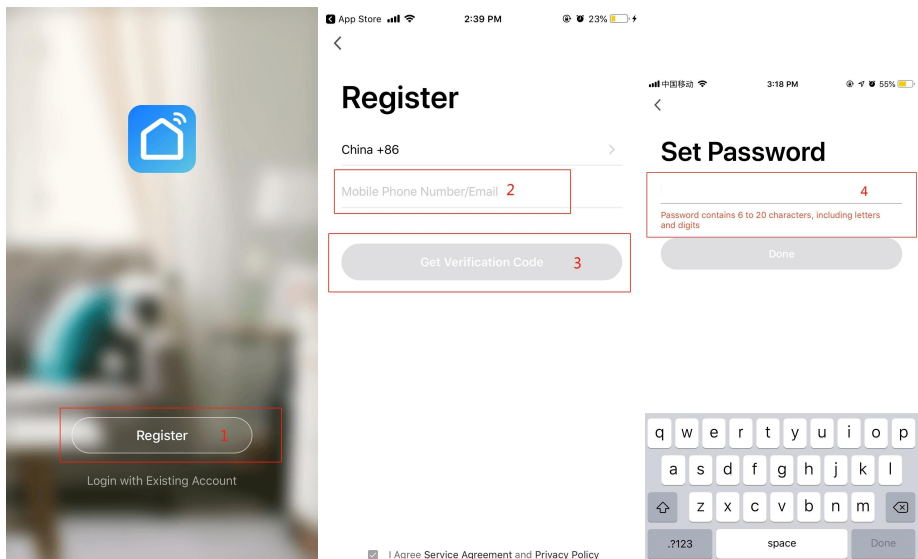 Register 1
Login with Existing Account
App Store 2:39 PM 23%
Register
China +86
Mobile Phone Number/Email 2
Get Verification Code 3
I Agree Service Agreement and Privacy Policy
中国移动 3:18 PM 55%
Set Password
4
Password contains 6 to 20 characters, including letters
and digits
Done
q w e r t y u i o p
a s d f g h j k l
z x c v b n m
.?123 space Done